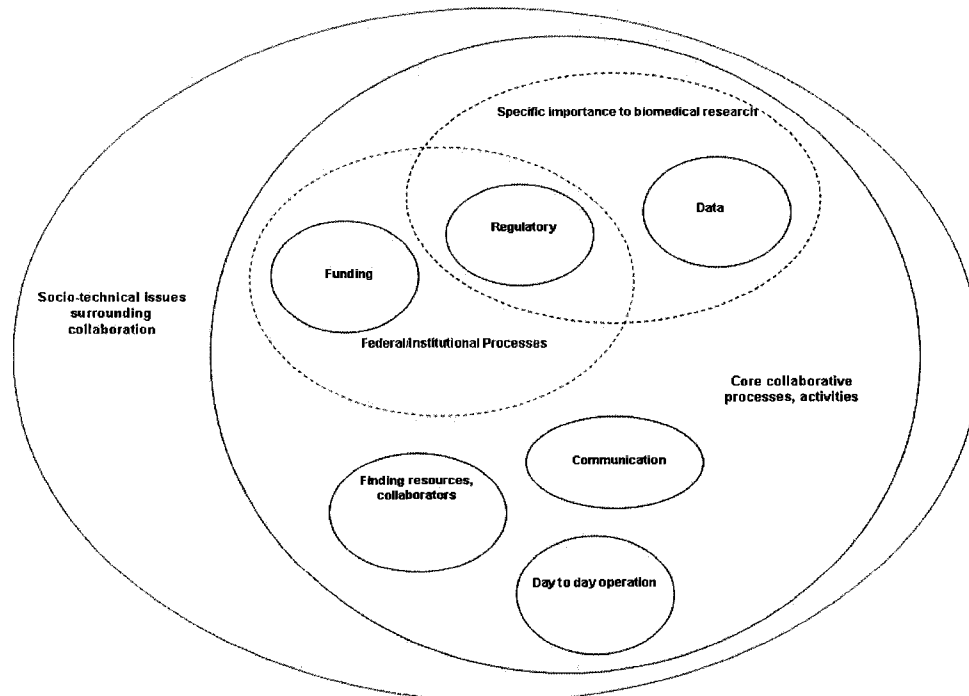 Specific importance to biomedical research
Data
Regulatory
Funding
Socio-technical issues
surrounding
collaboration
Federal/Institutional Processes
Core collaborative
processes, activities
Communication
Finding resources,
collaborators
Day to day operation